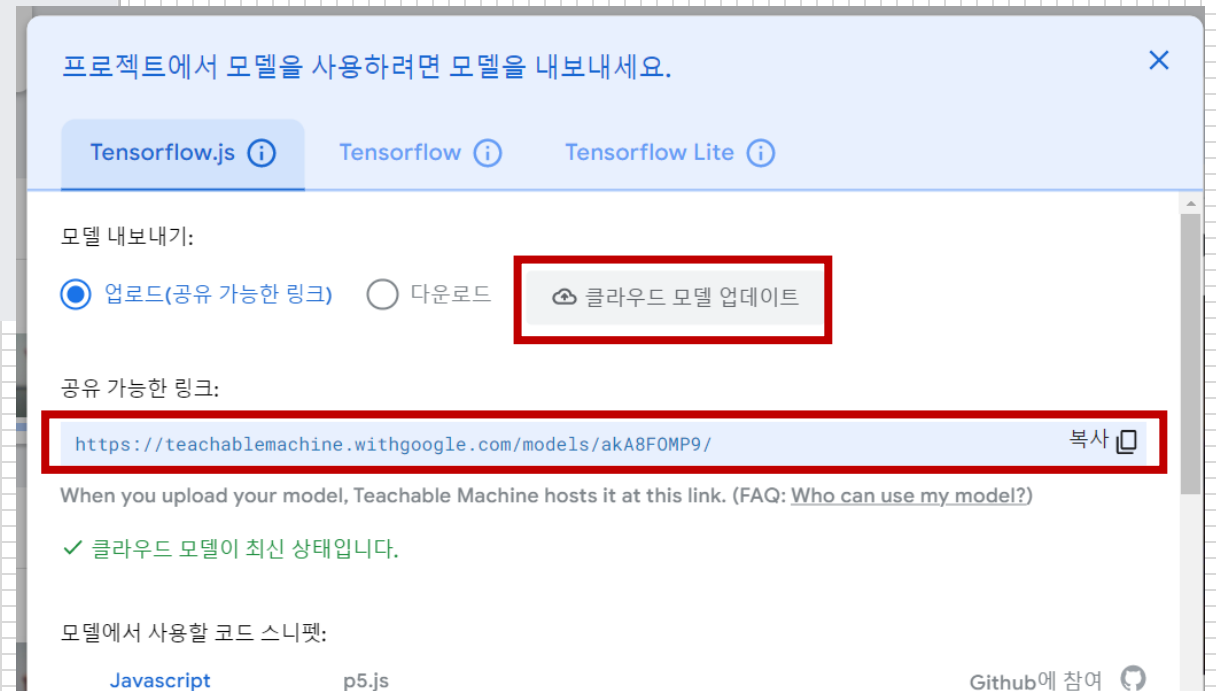 프로젝트에서 모델을 사용하려면 모델을 내보내세요.
Tensorflow.js Tensorflow Tensorflow Lite
모델 내보내기:
업로드(공유 가능한 링크) 다운로드 클라우드 모델 업데이트
공유 가능한 링크:
https://teachablemachine.withgoogle.com/models/akA8FOMP9/ 복사
When you upload your model, Teachable Machine hosts it at this link. (FAQ: Who can use my model?)
클라우드 모델이 최신 상태입니다.
모델에서 사용할 코드 스니펫:
Javascript p5.js Github에 참여